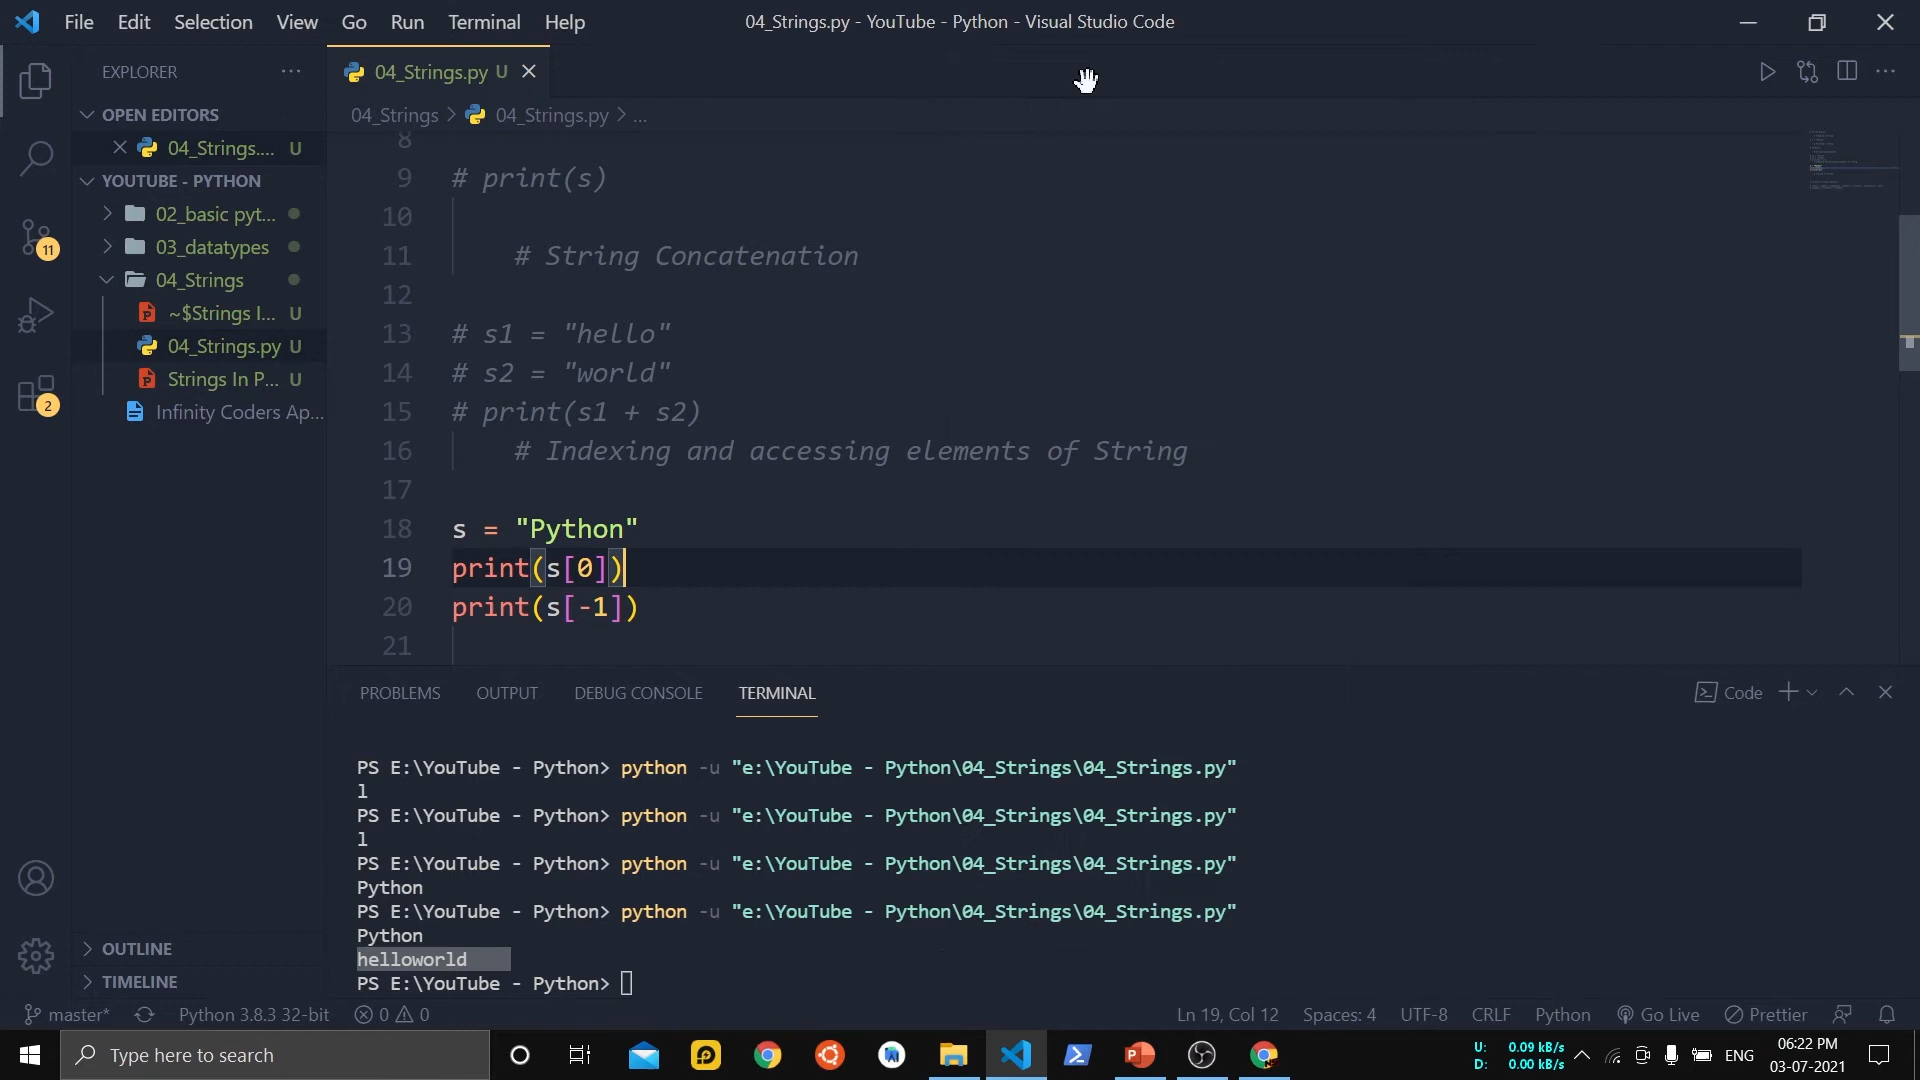 File Edit Selection View Go Run Terminal Help 04_Strings.py - YouTube - Python - Visual Studio Code
EXPLORER ... 04_Strings.py U
04_Strings > 04_Strings.py > ...
OPEN EDITORS
04_Strings.... U
YOUTUBE - PYTHON
02_basic pyt...
03_datatypes
04_Strings
~$Strings I... U
04_Strings.py U
Strings In P... U
Infinity Coders Ap...
11
2
8
9 # print(s)
10
11 # String Concatenation
12
13 # s1 = "hello"
14 # s2 = "world"
15 # print(s1 + s2)
16 # Indexing and accessing elements of String
17
18 s = "Python"
19 print(s[0])
20 print(s[-1])
21
PROBLEMS OUTPUT DEBUG CONSOLE TERMINAL Code
PS E:\YouTube - Python> python -u "e:\YouTube - Python\04_Strings\04_Strings.py"
l
PS E:\YouTube - Python> python -u "e:\YouTube - Python\04_Strings\04_Strings.py"
l
PS E:\YouTube - Python> python -u "e:\YouTube - Python\04_Strings\04_Strings.py"
Python
PS E:\YouTube - Python> python -u "e:\YouTube - Python\04_Strings\04_Strings.py"
Python
helloworld
PS E:\YouTube - Python>
OUTLINE
TIMELINE
master* Python 3.8.3 32-bit 0 0 Ln 19, Col 12 Spaces: 4 UTF-8 CRLF Python Go Live Prettier
Type here to search
U: 0.09 kB/s
D: 0.00 kB/s
ENG
06:22 PM
03-07-2021